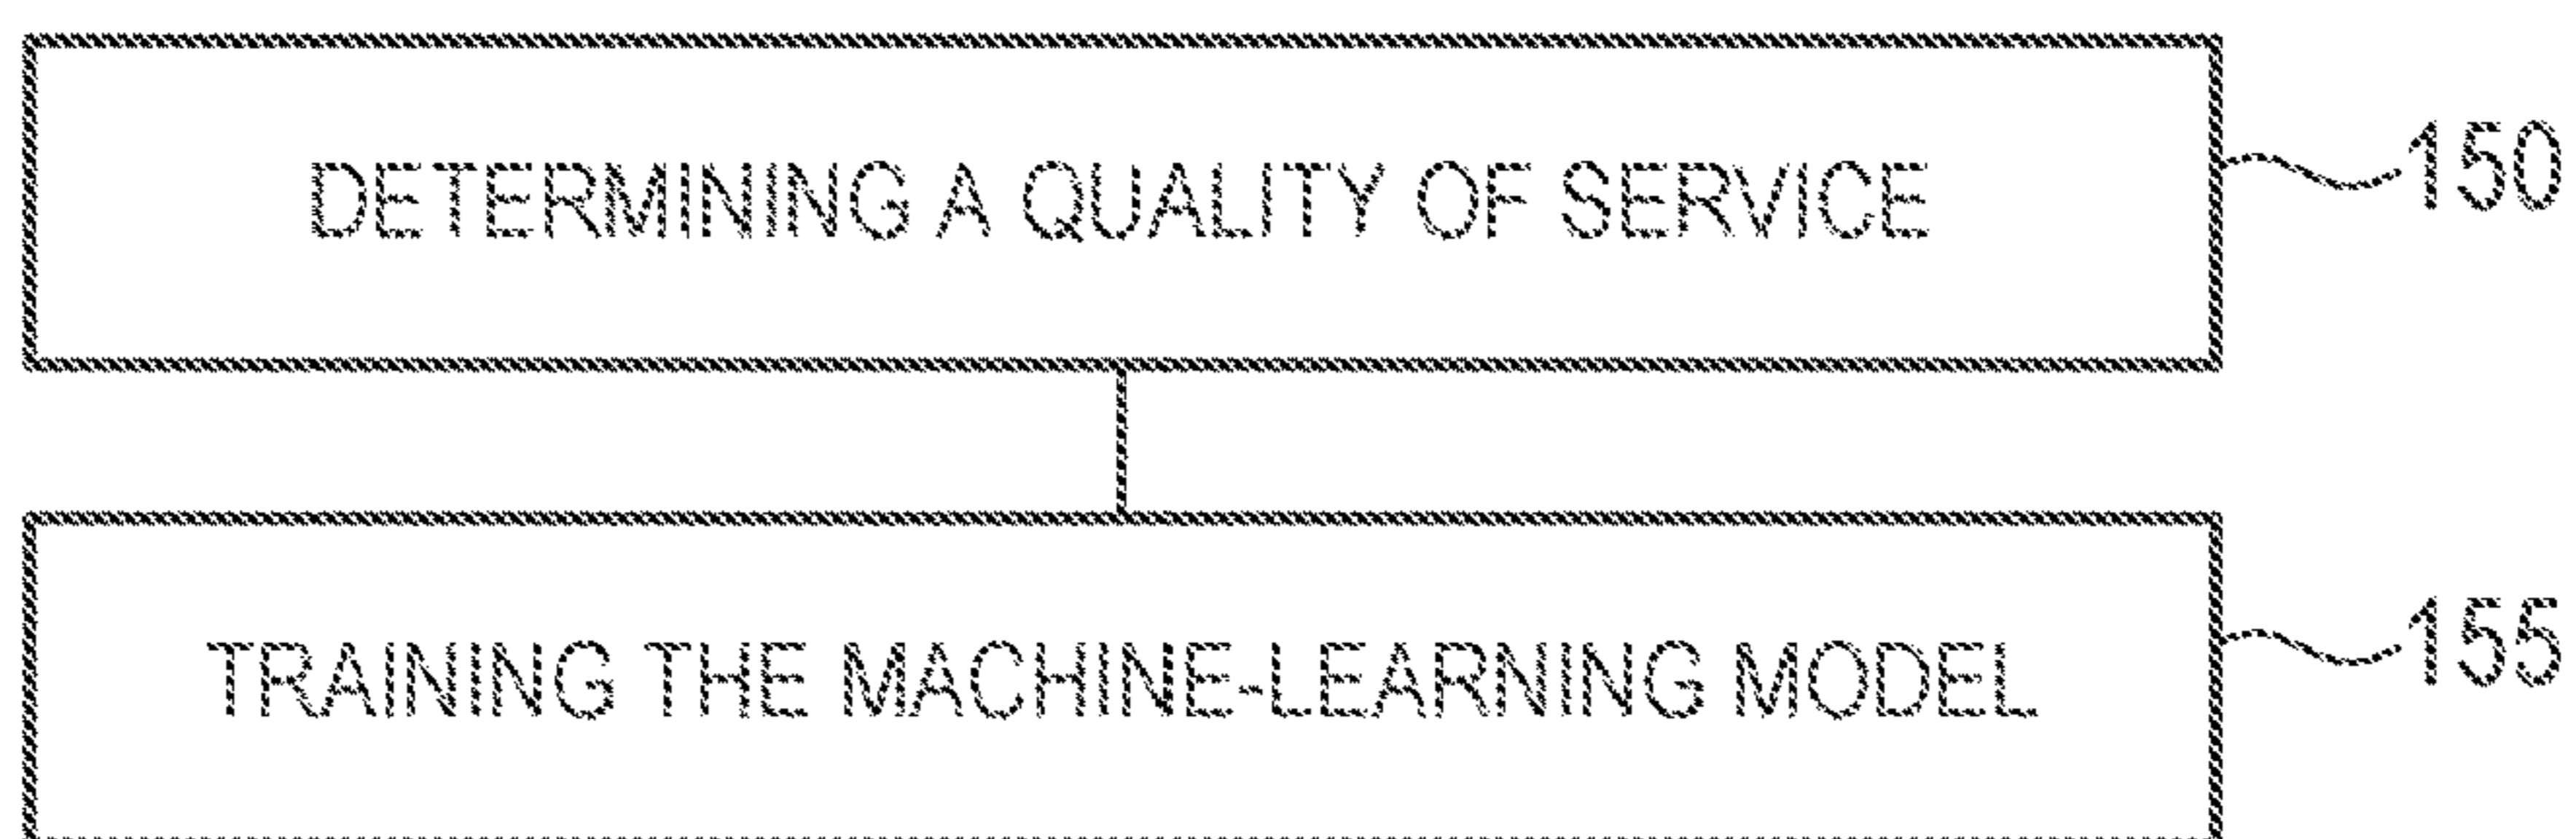 DETERMINING A QUALITY OF SERVICE
150
TRAINING THE MACHINE-LEARNING MODEL
155